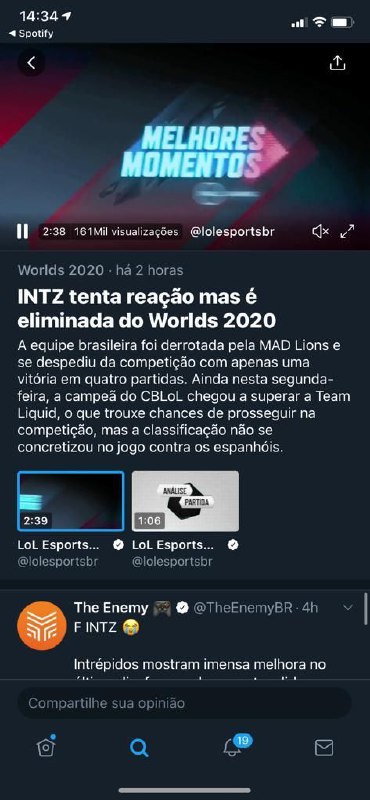 14:34
Spotify
MELHORES
MOMENTOS
2:38 161Mil visualizações @lolesportsbr
Worlds 2020 · há 2 horas
INTZ tenta reação mas é
eliminada do Worlds 2020
A equipe brasileira foi derrotada pela MAD Lions e
se despediu da competição com apenas uma
vitória em quatro partidas. Ainda nesta segunda-
feira, a campeã do CBLoL chegou a superar a Team
Liquid, o que trouxe chances de prosseguir na
competição, mas a classificação não se
concretizou no jogo contra os espanhóis.
2:39
ANÁLISE
PARTIDA
1:06
LoL Esports... LoL Esports...
@lolesportsbr @lolesportsbr
The Enemy 🎮 @TheEnemyBR · 4h
F INTZ 😭
Intrépidos mostram imensa melhora no
Compartilhe sua opinião
19